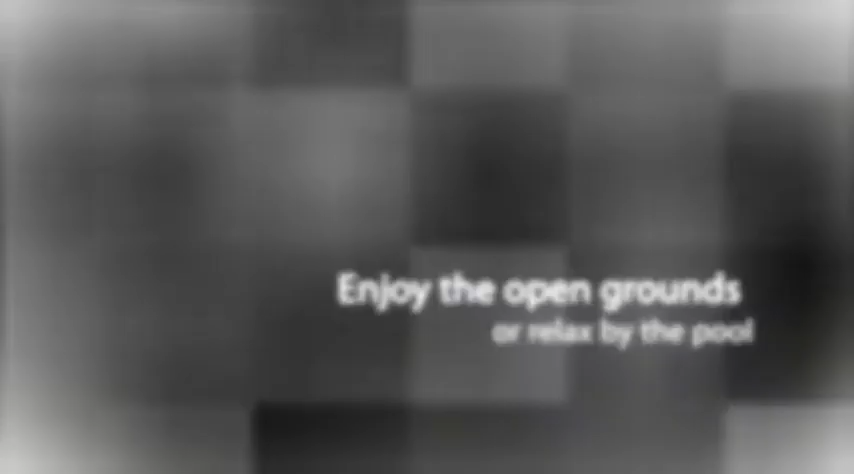 Enjoy the open grounds
or relax by the pool